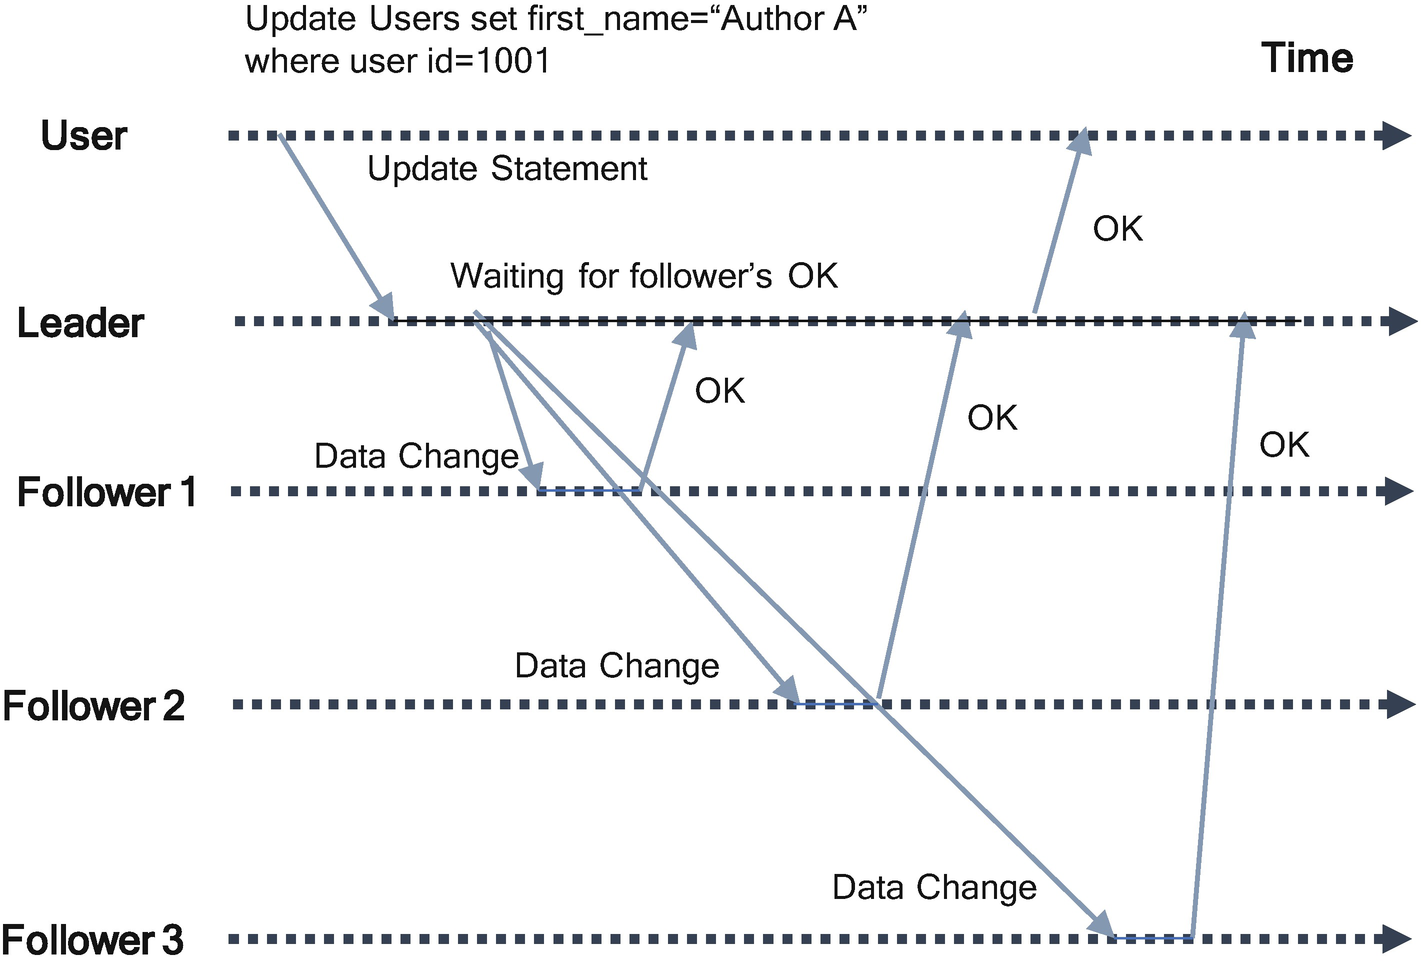 Update Users set first_name=“Author A”
where user id=1001
Time
User
Update Statement
OK
Waiting for follower’s OK
Leader
OK
OK
OK
Data Change
Follower 1
Data Change
Follower 2
Data Change
Follower 3